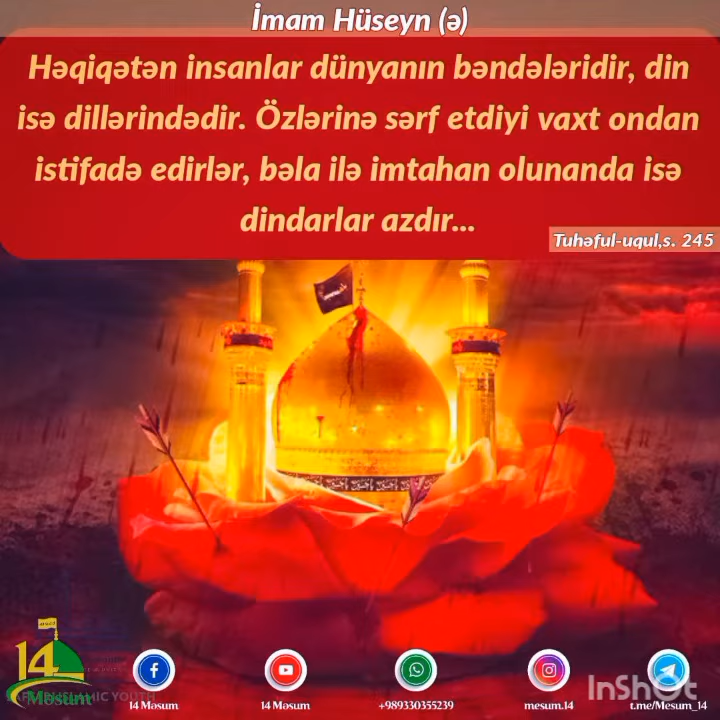 İmam Hüseyn (ə)
Həqiqətən insanlar dünyanın bəndələridir, din
isə dillərindədir. Özlərinə sərf etdiyi vaxt ondan
istifadə edirlər, bəla ilə imtahan olunanda isə
dindarlar azdır...
Tuhəful-uqul,s. 245
14
Məsum
ISLAMIC YOUTH
14 Məsum
14 Məsum
+989330355239
mesum.14
t.me/Mesum_14
InShOt